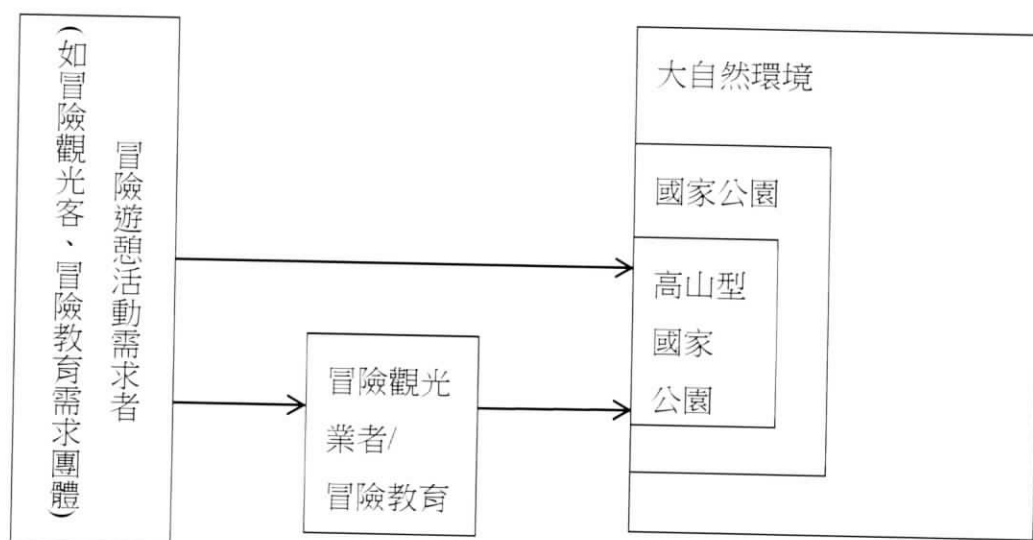 冒險遊憩活動需求者
(如冒險觀光客、冒險教育需求團體)
冒險觀光
業者/
冒險教育
大自然環境
國家公園
高山型
國家
公園